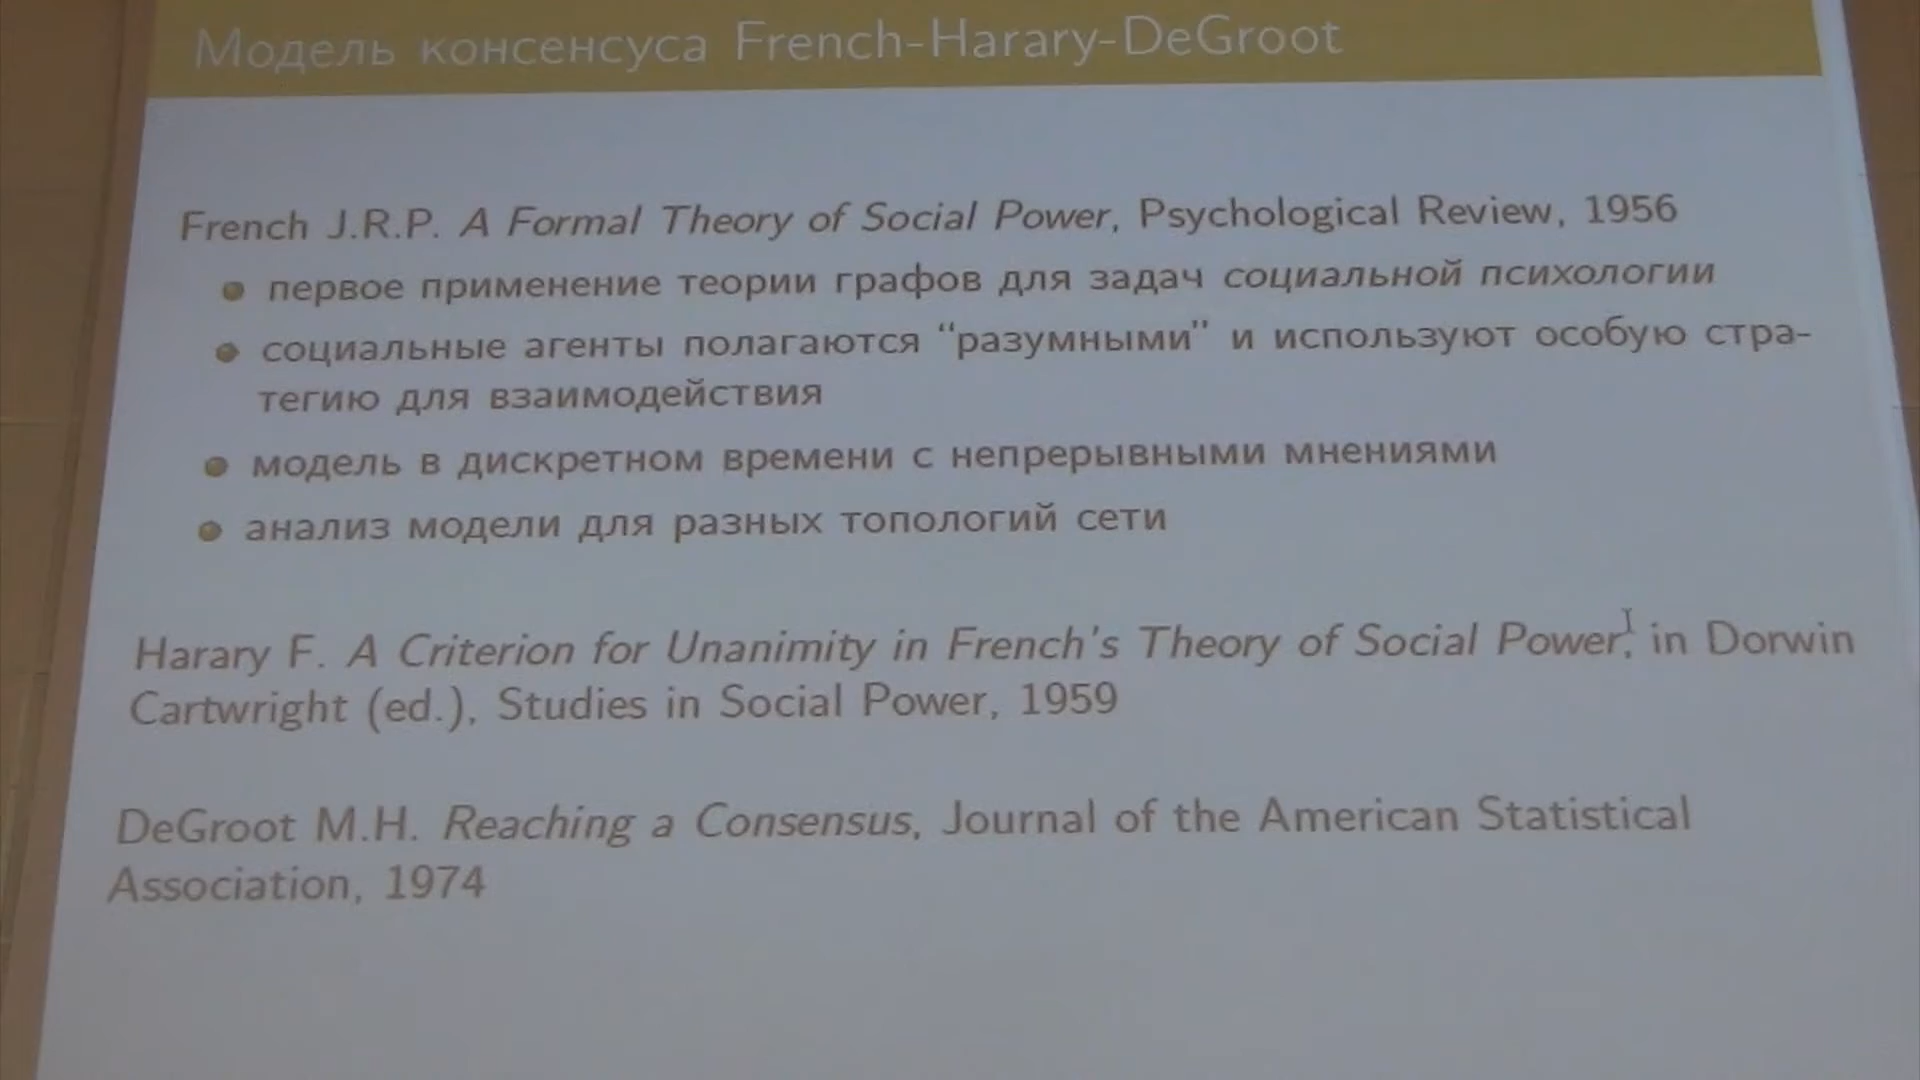 Модель консенсуса French-Harary-DeGroot
French J.R.P. A Formal Theory of Social Power, Psychological Review, 1956
первое применение теории графов для задач социальной психологии
социальные агенты полагаются “разумными” и используют особую стра-
тегию для взаимодействия
модель в дискретном времени с непрерывными мнениями
анализ модели для разных топологий сети
Harary F. A Criterion for Unanimity in French's Theory of Social Power, in Dorwin
Cartwright (ed.), Studies in Social Power, 1959
DeGroot M.H. Reaching a Consensus, Journal of the American Statistical
Association, 1974